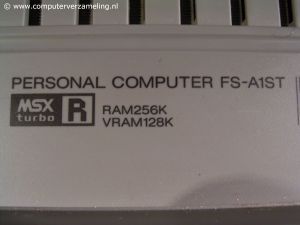 © www.computerverzameling.nl
PERSONAL COMPUTER FS-A1ST
MSX turbo R
RAM256K
VRAM128K